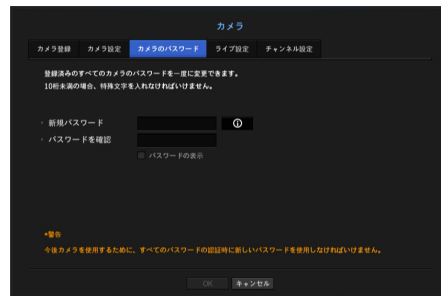 カメラ
カメラ登録 カメラ設定 カメラのパスワード ライブ設定 チャンネル設定
登録済みのすべてのカメラのパスワードを一度に変更できます。
10桁未満の場合、特殊文字を入れなければいけません。
・ 新規パスワード
・ パスワードを確認
パスワードの表示
*警告
今後カメラを使用するために、すべてのパスワードの認証時に新しいパスワードを使用しなければいけません。
OK キャンセル